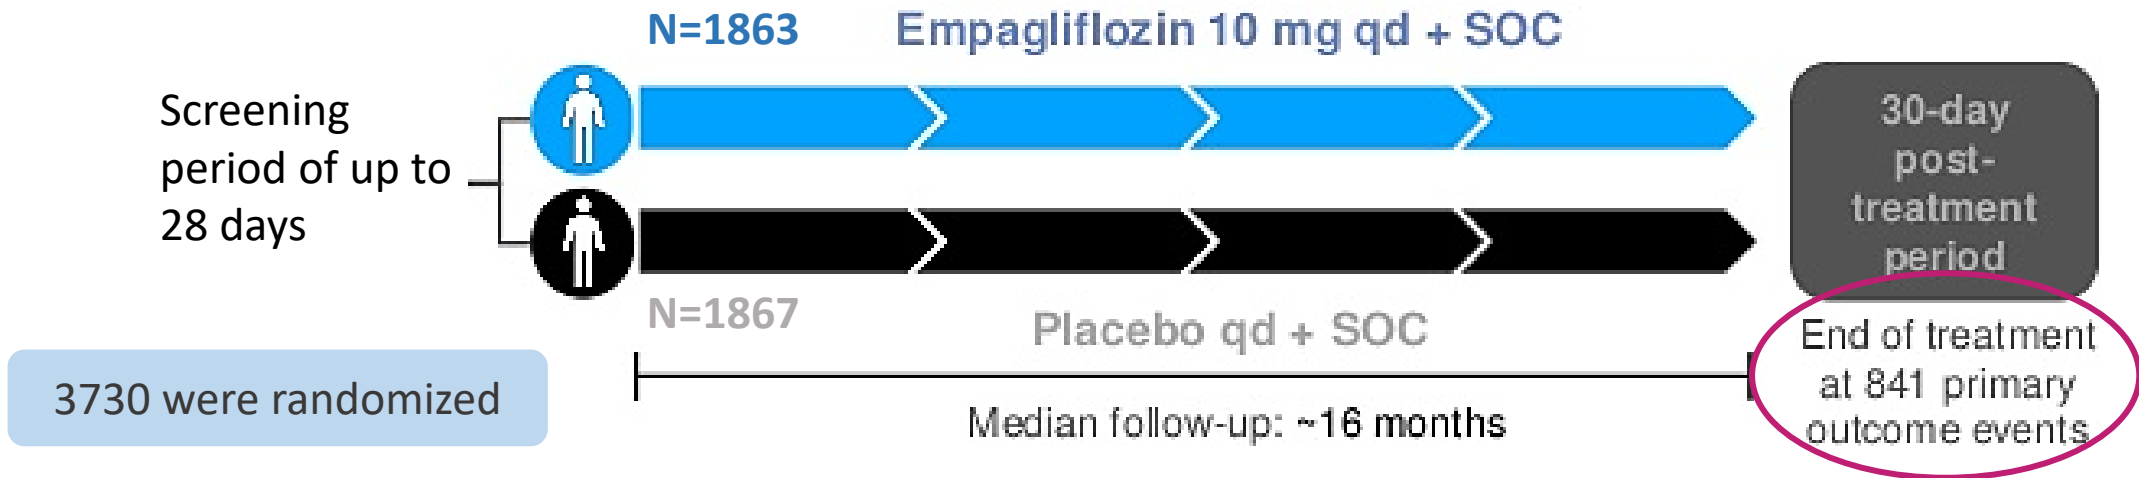 N=1863
Empagliflozin 10 mg qd + SOC
Screening
period of up to
28 days
30-day
post-
treatment
period
N=1867
Placebo qd + SOC
3730 were randomized
Median follow-up: ~16 months
End of treatment
at 841 primary
outcome events